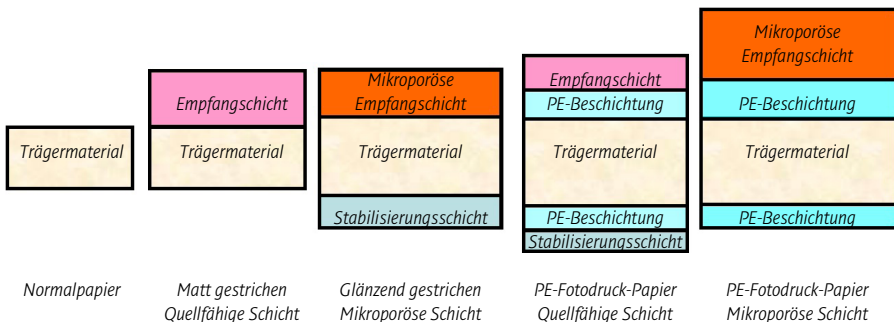 Trägermaterial
Normalpapier
Empfangschicht
Trägermaterial
Matt gestrichen
Quellfähige Schicht
Mikroporöse
Empfangschicht
Trägermaterial
Stabilisierungsschicht
Glänzend gestrichen
Mikroporöse Schicht
Empfangschicht
PE-Beschichtung
Trägermaterial
PE-Beschichtung
Stabilisierungsschicht
PE-Fotodruck-Papier
Quellfähige Schicht
Mikroporöse
Empfangschicht
PE-Beschichtung
Trägermaterial
PE-Beschichtung
PE-Fotodruck-Papier
Mikroporöse Schicht